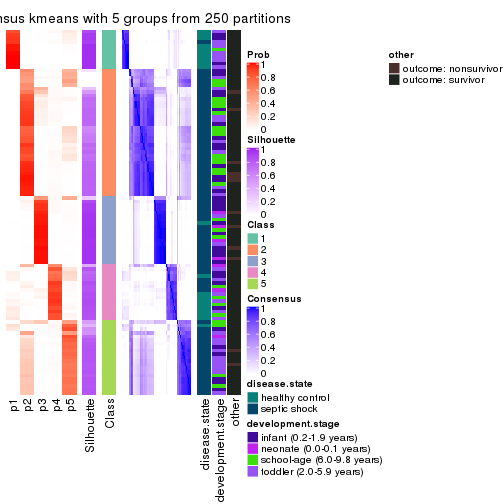 nsus kmeans with 5 groups from 250 partitions
Prob
1
0.8
0.6
0.4
0.2
0
Silhouette
1
0.8
0.6
0.4
0.2
0
Class
1
2
3
4
5
Consensus
1
0.8
0.6
0.4
0.2
0
disease.state
healthy control
septic shock
development.stage
infant (0.2-1.9 years)
neonate (0.0-0.1 years)
school-age (6.0-9.8 years)
toddler (2.0-5.9 years)
other
outcome: nonsurvivor
outcome: survivor
p1
p2
p3
p4
p5
Silhouette
Class
disease.state
development.stage
other